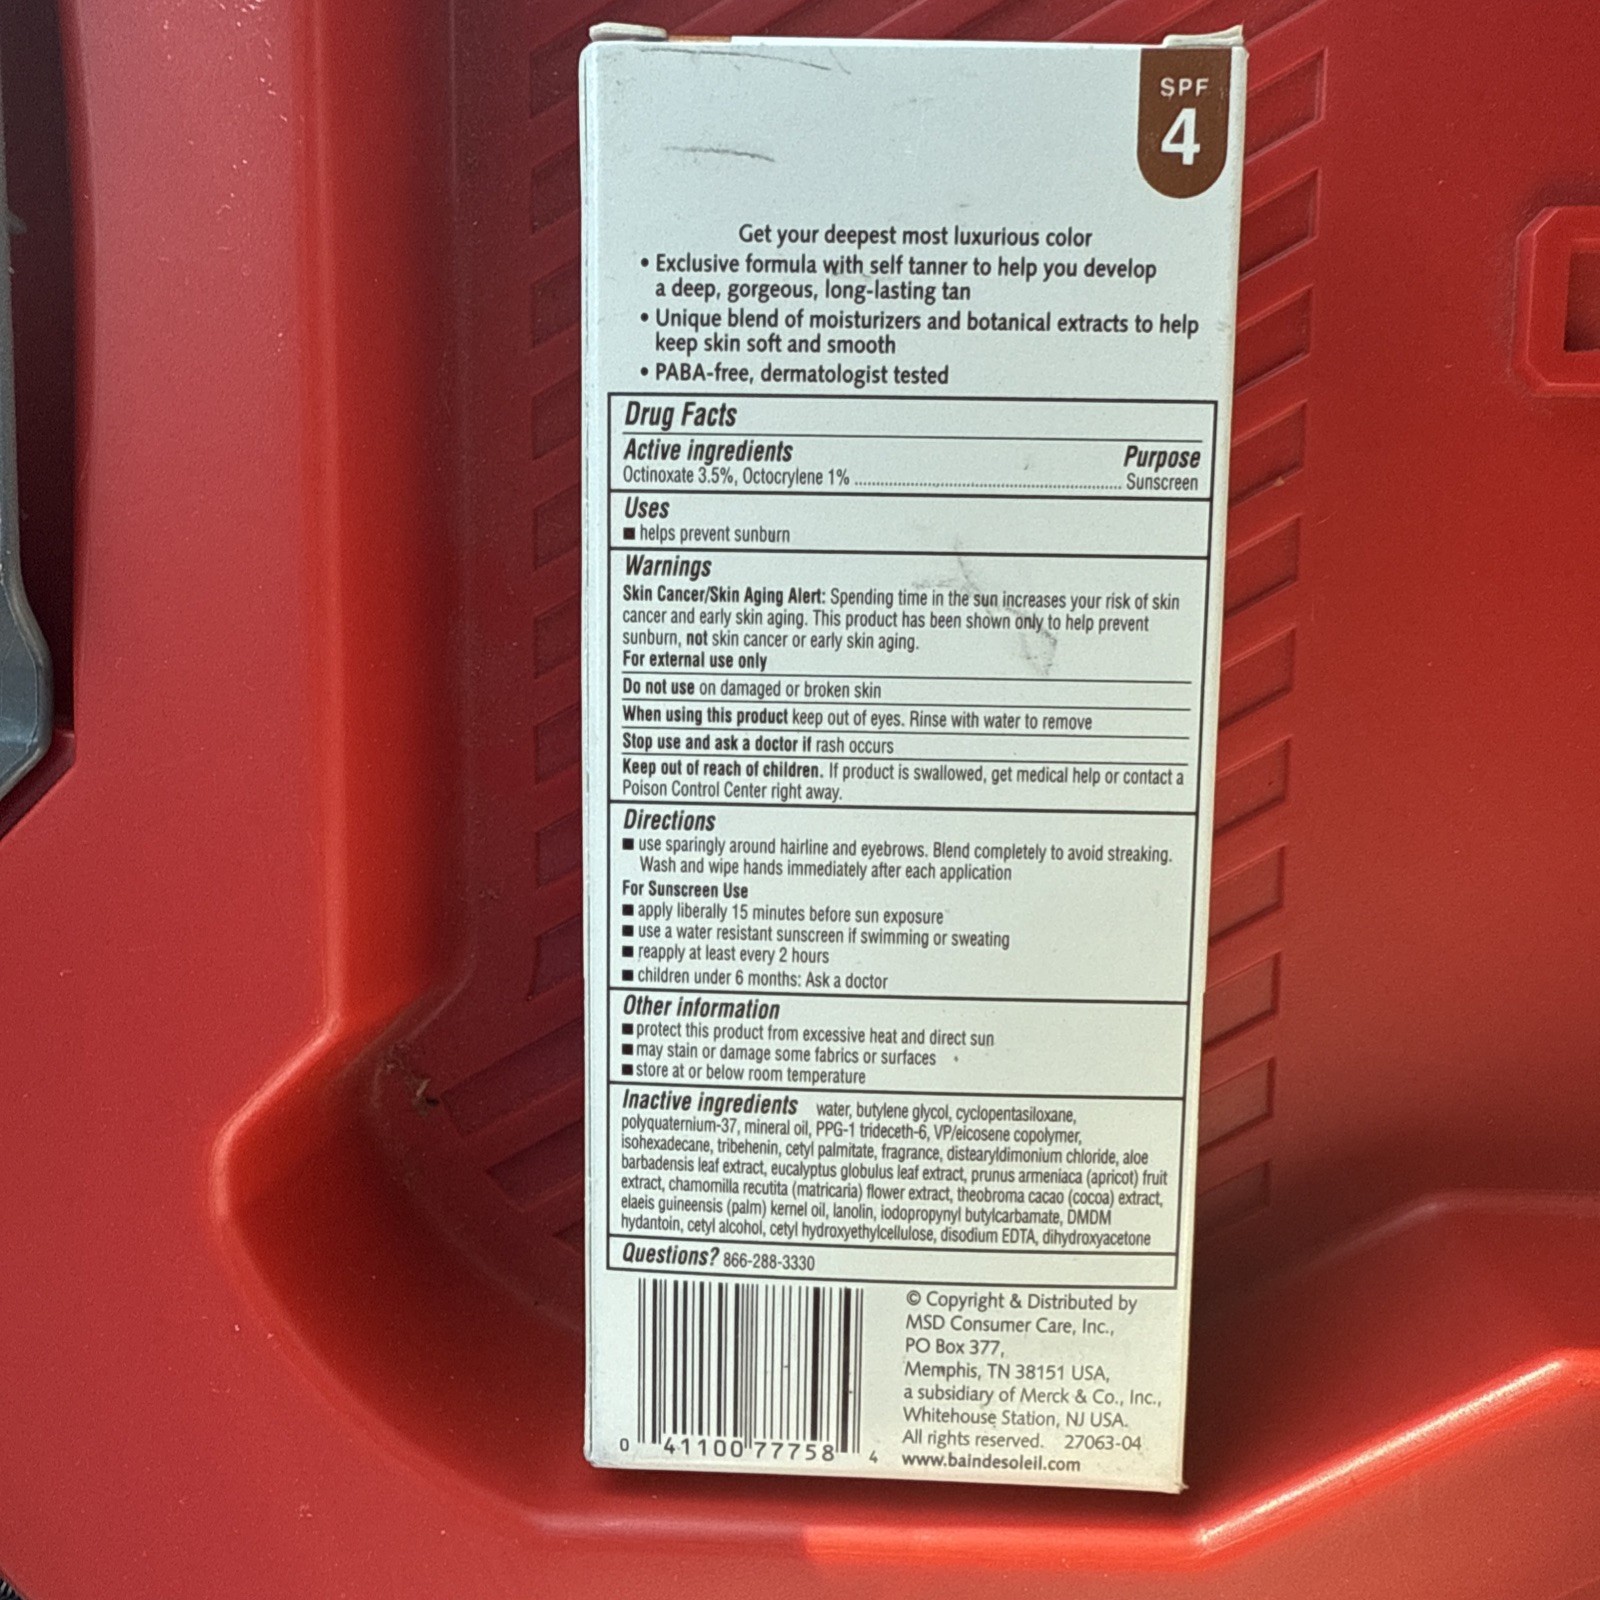 SPF
4
Get your deepest most luxurious color
• Exclusive formula with self tanner to help you develop
a deep, gorgeous, long-lasting tan
• Unique blend of moisturizers and botanical extracts to help
keep skin soft and smooth
• PABA-free, dermatologist tested
Drug Facts
Active ingredients Purpose
Octinoxate 3.5%, Octocrylene 1% ........ Sunscreen
Uses
■ helps prevent sunburn
Warnings
Skin Cancer/Skin Aging Alert: Spending time in the sun increases your risk of skin
cancer and early skin aging. This product has been shown only to help prevent
sunburn, not skin cancer or early skin aging.
For external use only
Do not use on damaged or broken skin
When using this product keep out of eyes. Rinse with water to remove
Stop use and ask a doctor if rash occurs
Keep out of reach of children. If product is swallowed, get medical help or contact a
Poison Control Center right away.
Directions
■ use sparingly around hairline and eyebrows. Blend completely to avoid streaking.
Wash and wipe hands immediately after each application
For Sunscreen Use
■ apply liberally 15 minutes before sun exposure
■ use a water resistant sunscreen if swimming or sweating
■ reapply at least every 2 hours
■ children under 6 months: Ask a doctor
Other information
■ protect this product from excessive heat and direct sun
■ may stain or damage some fabrics or surfaces
■ store at or below room temperature
Inactive ingredients water, butylene glycol, cyclopentasiloxane,
polyquaternium-37, mineral oil, PPG-1 trideceth-6, VP/eicosene copolymer,
isohexadecane, tribehenin, cetyl palmitate, fragrance, distearyldimonium chloride, aloe
barbadensis leaf extract, eucalyptus globulus leaf extract, prunus armeniaca (apricot) fruit
extract, chamomilla recutita (matricaria) flower extract, theobroma cacao (cocoa) extract,
elaeis guineensis (palm) kernel oil, lanolin, iodopropynyl butylcarbamate, DMDM
hydantoin, cetyl alcohol, cetyl hydroxyethylcellulose, disodium EDTA, dihydroxyacetone
Questions? 866-288-3330
0 41100 77758 4
© Copyright & Distributed by
MSD Consumer Care, Inc.,
PO Box 377,
Memphis, TN 38151 USA,
a subsidiary of Merck & Co., Inc.,
Whitehouse Station, NJ USA.
All rights reserved. 27063-04
www.baindesoleil.com